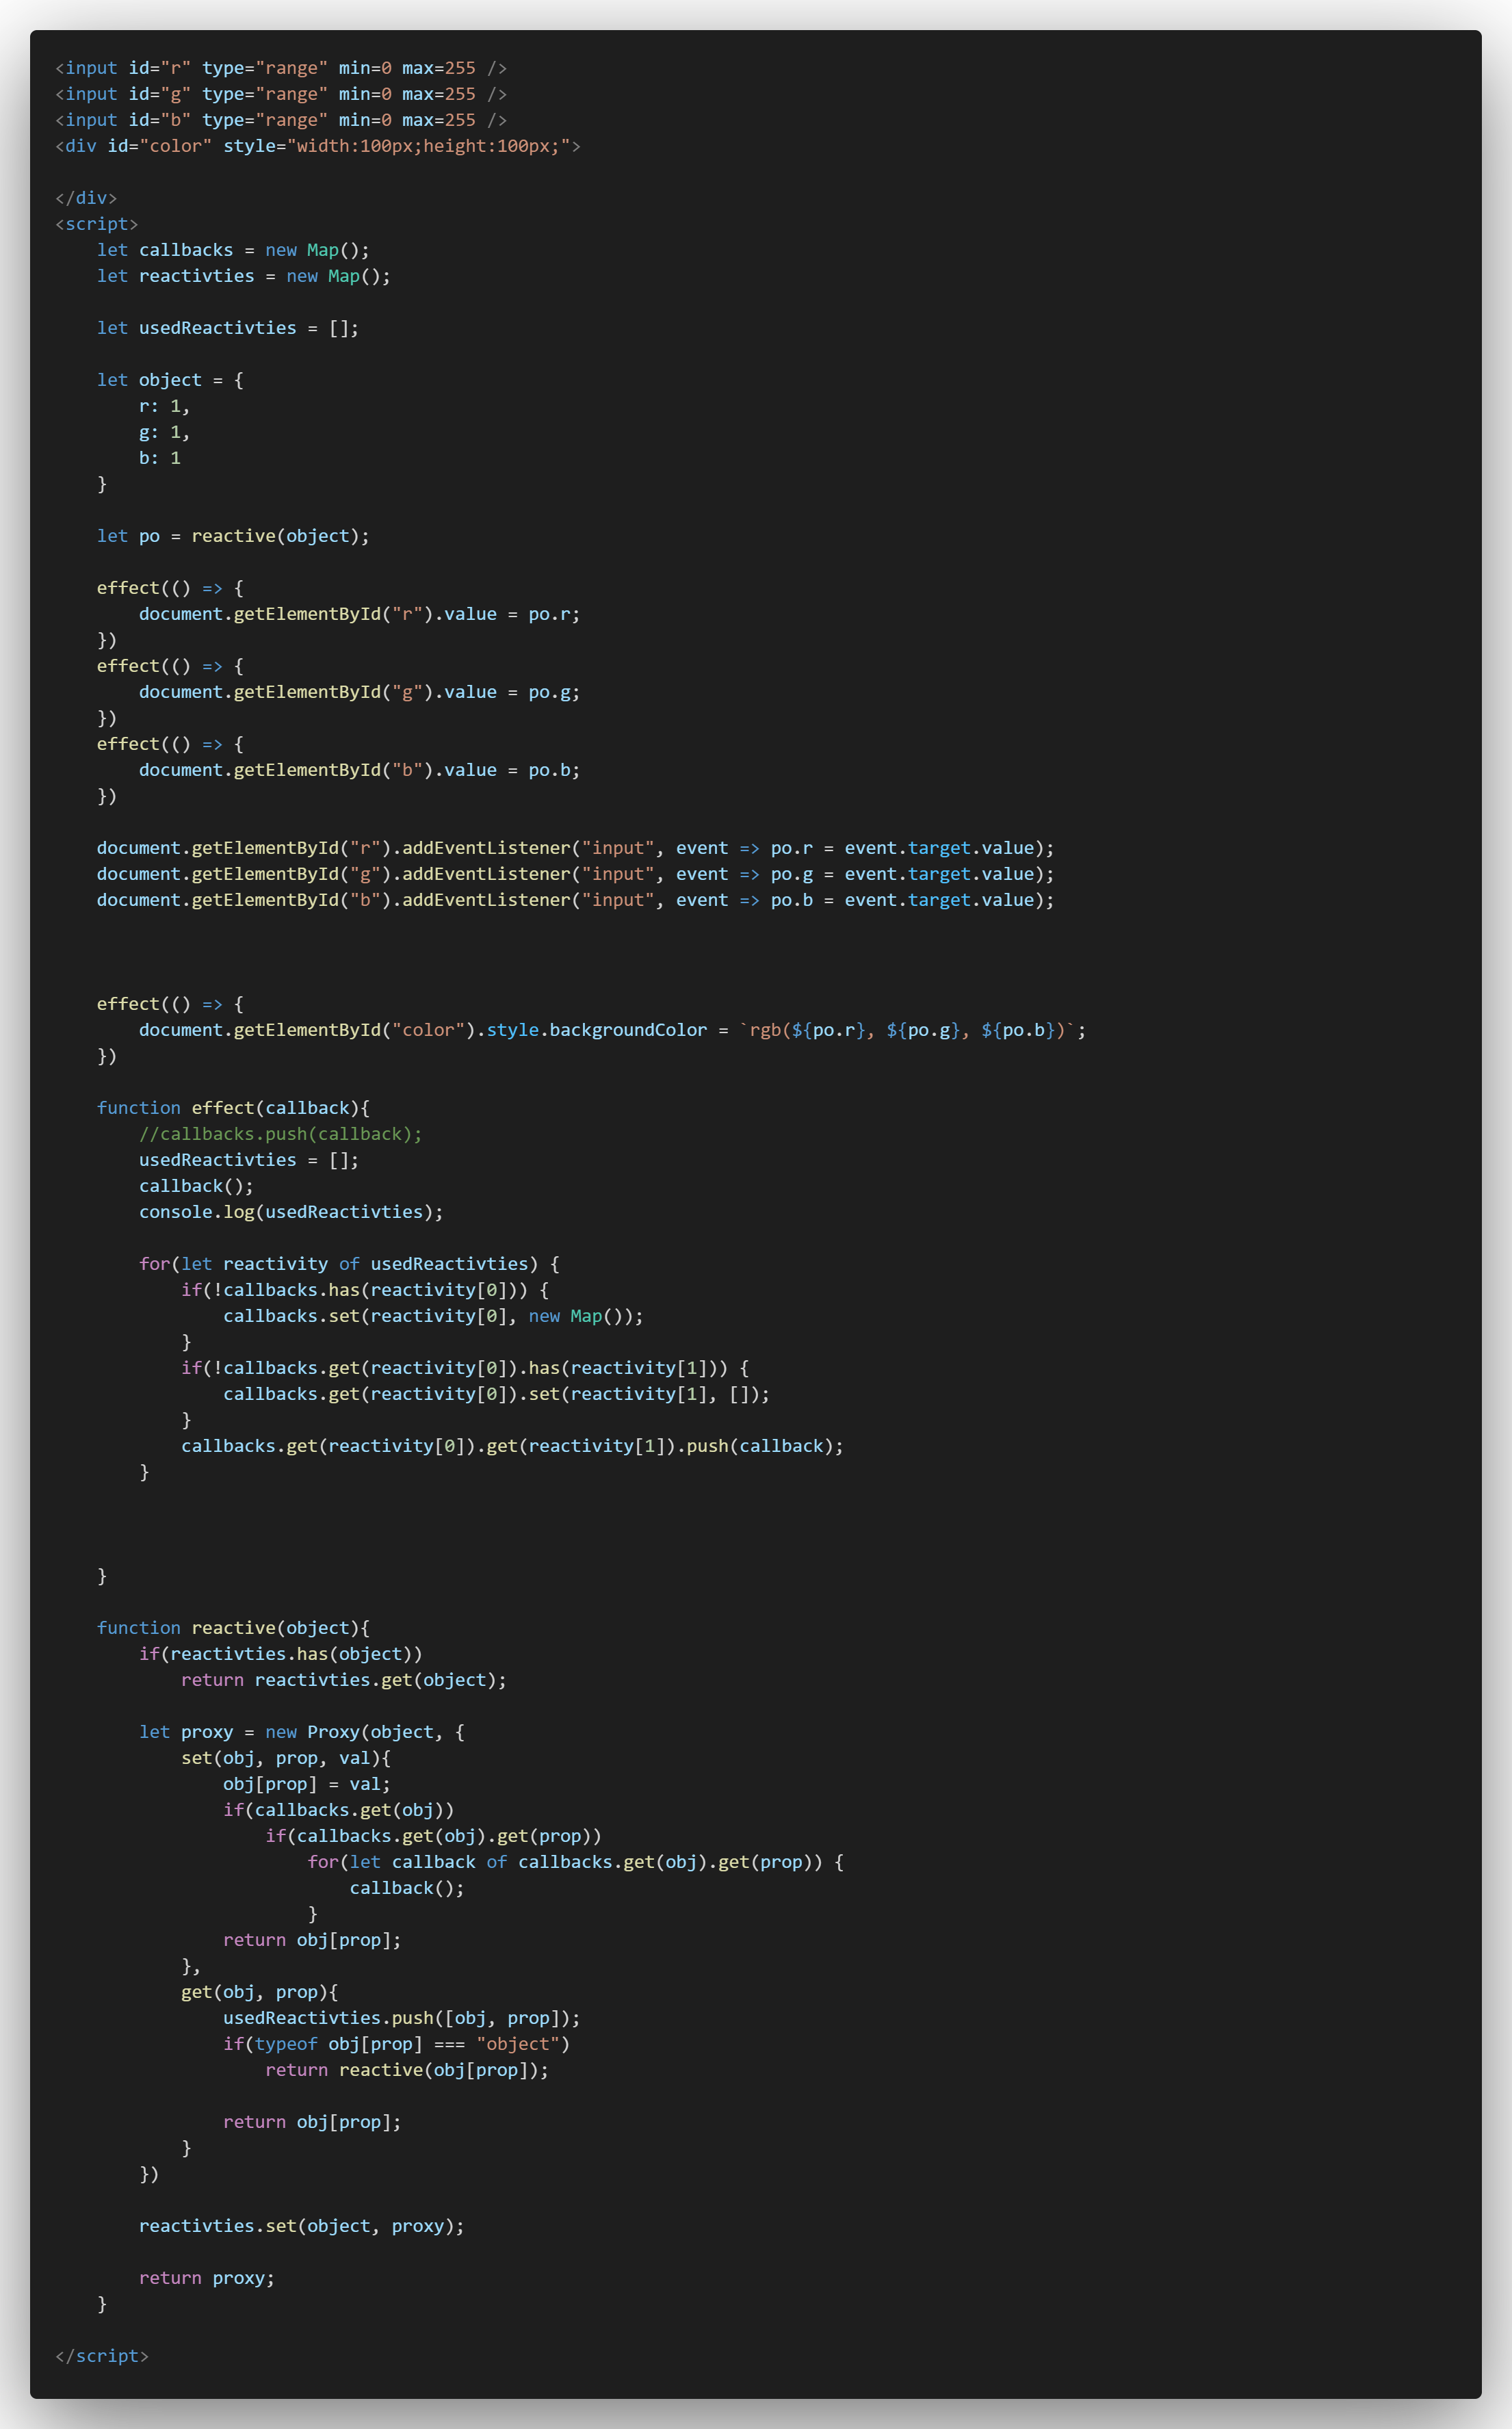 <input id="r" type="range" min=0 max=255 />
<input id="g" type="range" min=0 max=255 />
<input id="b" type="range" min=0 max=255 />
<div id="color" style="width:100px;height:100px;">

</div>
<script>
    let callbacks = new Map();
    let reactivties = new Map();

    let usedReactivties = [];

    let object = {
        r: 1,
        g: 1,
        b: 1
    }

    let po = reactive(object);

    effect(() => {
        document.getElementById("r").value = po.r;
    })
    effect(() => {
        document.getElementById("g").value = po.g;
    })
    effect(() => {
        document.getElementById("b").value = po.b;
    })

    document.getElementById("r").addEventListener("input", event => po.r = event.target.value);
    document.getElementById("g").addEventListener("input", event => po.g = event.target.value);
    document.getElementById("b").addEventListener("input", event => po.b = event.target.value);



    effect(() => {
        document.getElementById("color").style.backgroundColor = `rgb(${po.r}, ${po.g}, ${po.b})`;
    })

    function effect(callback){
        //callbacks.push(callback);
        usedReactivties = [];
        callback();
        console.log(usedReactivties);

        for(let reactivity of usedReactivties) {
            if(!callbacks.has(reactivity[0])) {
                callbacks.set(reactivity[0], new Map());
            }
            if(!callbacks.get(reactivity[0]).has(reactivity[1])) {
                callbacks.get(reactivity[0]).set(reactivity[1], []);
            }
            callbacks.get(reactivity[0]).get(reactivity[1]).push(callback);
        }



    }

    function reactive(object){
        if(reactivties.has(object))
            return reactivties.get(object);

        let proxy = new Proxy(object, {
            set(obj, prop, val){
                obj[prop] = val;
                if(callbacks.get(obj))
                    if(callbacks.get(obj).get(prop))
                        for(let callback of callbacks.get(obj).get(prop)) {
                            callback();
                        }
                return obj[prop];
            },
            get(obj, prop){
                usedReactivties.push([obj, prop]);
                if(typeof obj[prop] === "object")
                    return reactive(obj[prop]);

                return obj[prop];
            }
        })

        reactivties.set(object, proxy);

        return proxy;
    }

</script>